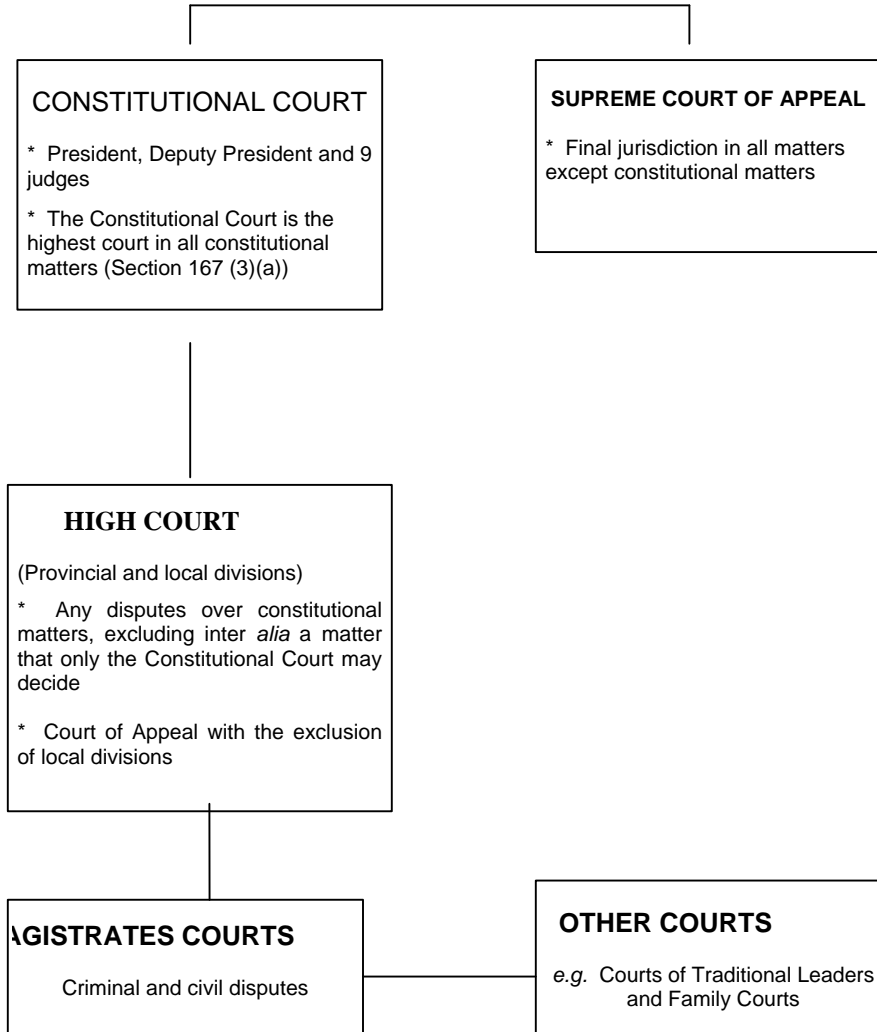 CONSTITUTIONAL COURT
* President, Deputy President and 9
judges
* The Constitutional Court is the
highest court in all constitutional
matters (Section 167 (3)(a))
SUPREME COURT OF APPEAL
* Final jurisdiction in all matters
except constitutional matters
HIGH COURT
(Provincial and local divisions)
* Any disputes over constitutional
matters, excluding inter alia a matter
that only the Constitutional Court may
decide
* Court of Appeal with the exclusion
of local divisions
AGISTRATES COURTS
Criminal and civil disputes
OTHER COURTS
e.g. Courts of Traditional Leaders
and Family Courts